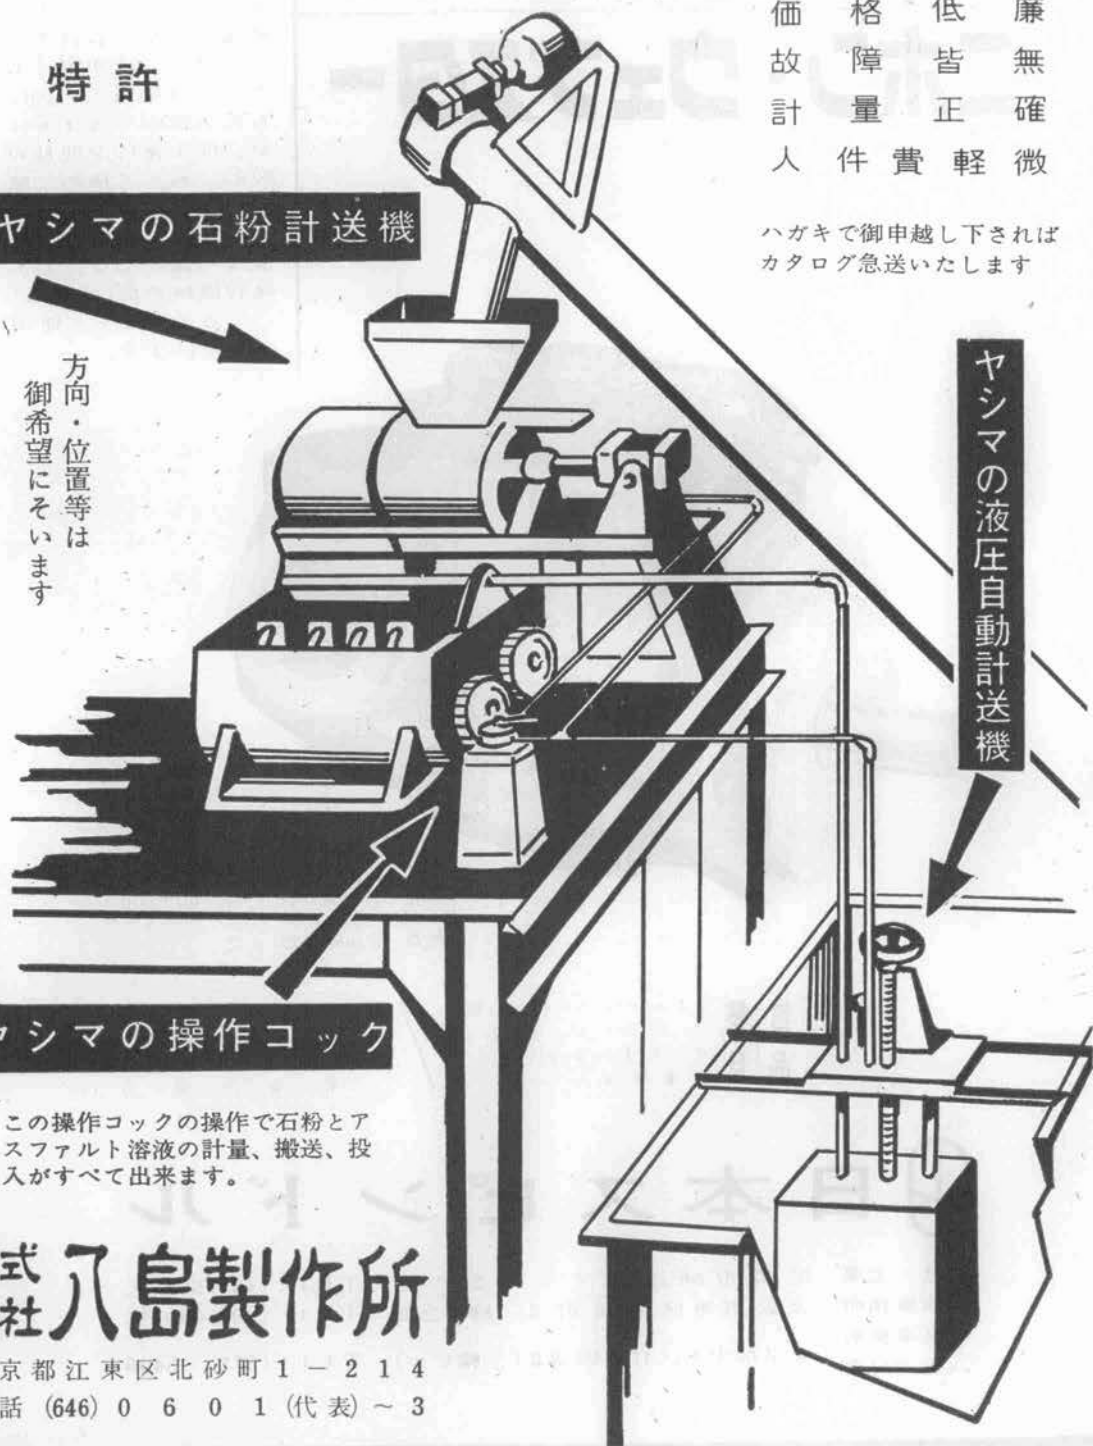 特許
価格低廉
故障皆無
計量正確
人件費軽微
ハガキで御申越し下されば
カタログ急送いたします
ヤシマの石粉計送機
方向・位置等は
御希望にそいます
ヤシマの液圧自動計送機
ヤシマの操作コック
この操作コックの操作で石粉とア
スファルト溶液の計量、搬送、投
入がすべて出来ます。
式社八島製作所
京都江東区北砂町1-214
話(646)0601(代表)~3